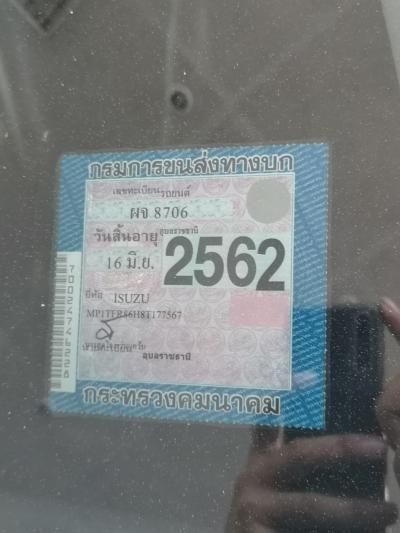 กรมการขนส่งทางบก
เลขทะเบียนรถยนต์
ผจ 8706
อุบลราชธานี
วันสิ้นอายุ
16 มิ.ย.
2562
ยี่ห้อ ISUZU
MP1TFR86H8T177567
อุบลราชธานี
กระทรวงคมนาคม